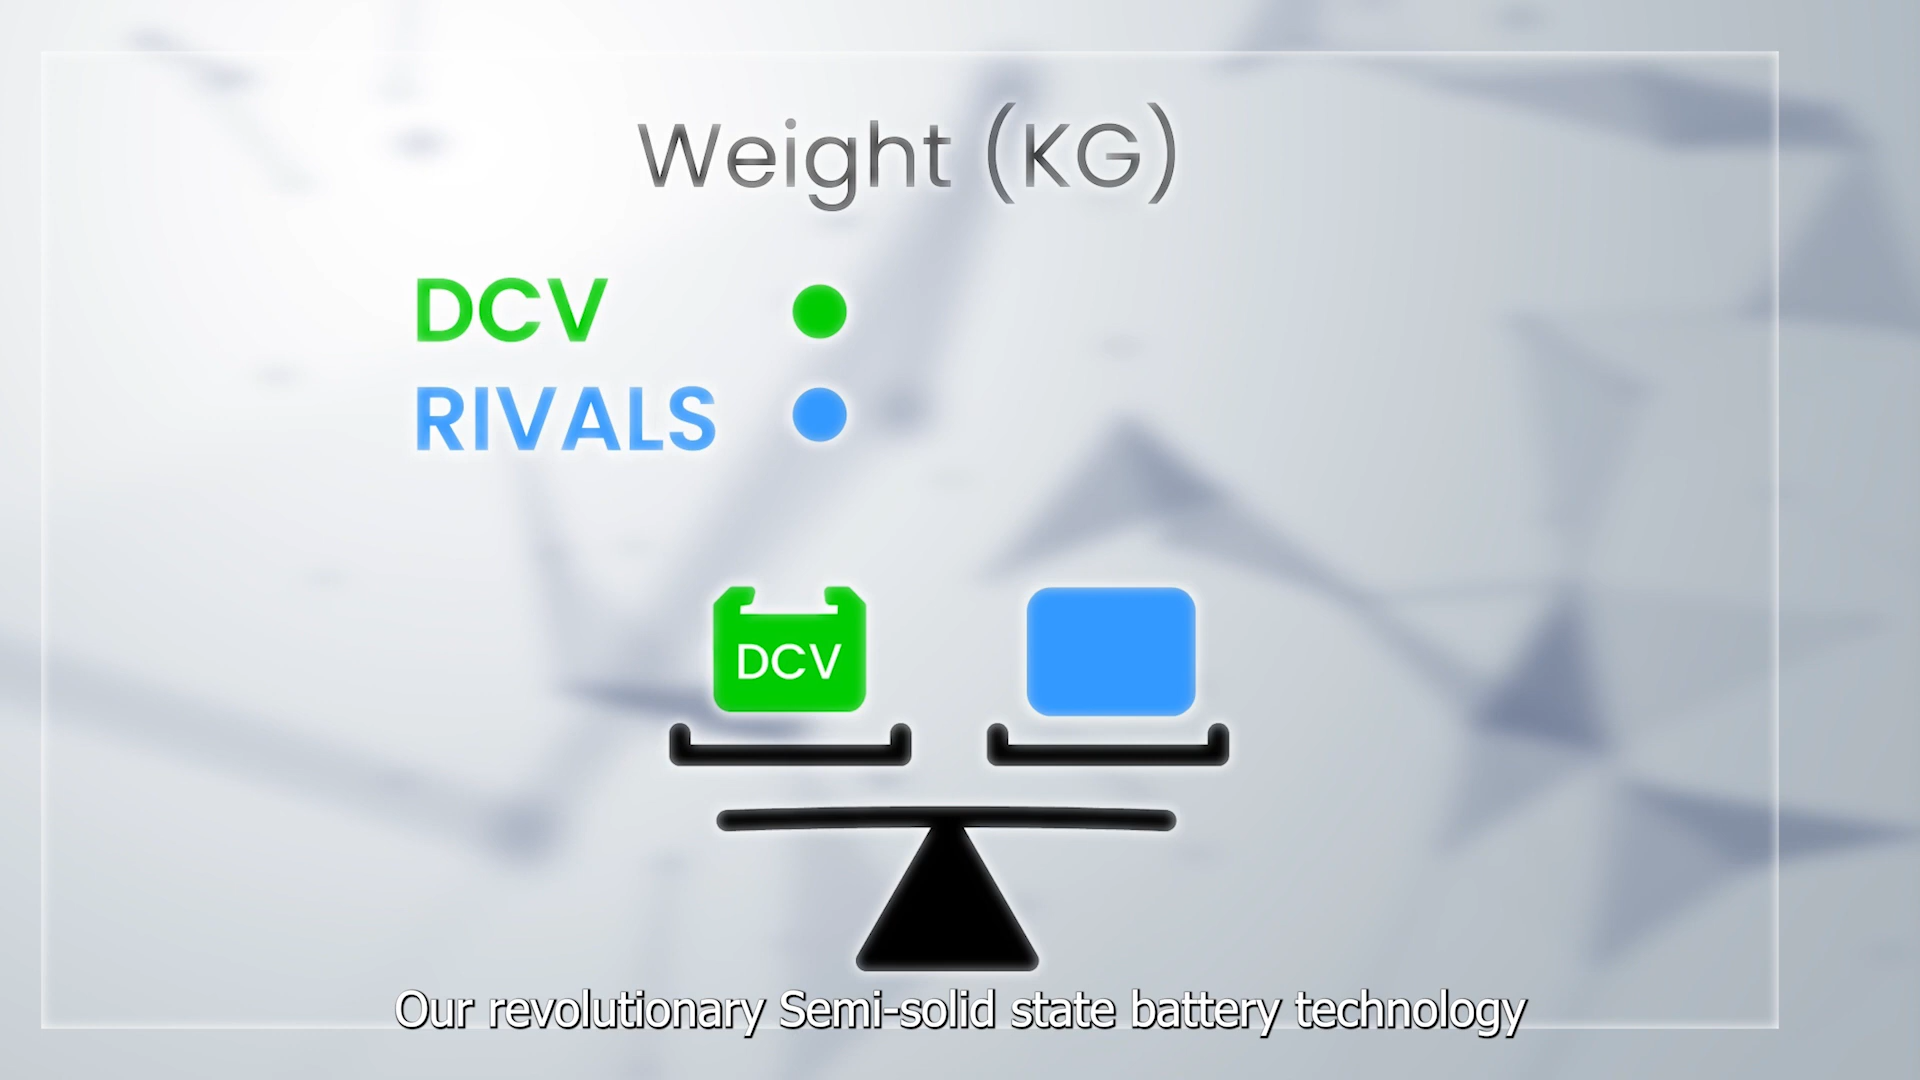 Weight (KG)
DCV
RIVALS
DCV
Our revolutionary Semi-solid state battery technology